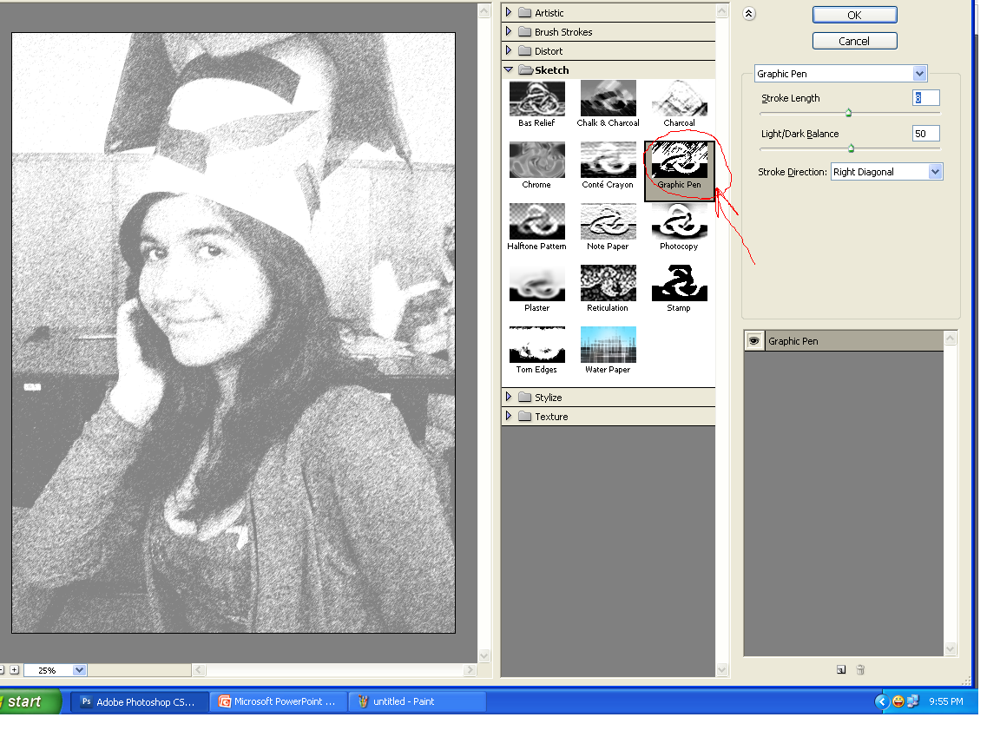 Artistic
Brush Strokes
Distort
Sketch
Bas Relief Chalk & Charcoal Charcoal
Chrome Conté Crayon Graphic Pen
Halftone Pattern Note Paper Photocopy
Plaster Reticulation Stamp
Torn Edges Water Paper
Stylize
Texture
OK
Cancel
Graphic Pen
Stroke Length 8
Light/Dark Balance 50
Stroke Direction: Right Diagonal
Graphic Pen
25%
start Ps Adobe Photoshop CS... Microsoft PowerPoint ... untitled - Paint 9:55 PM